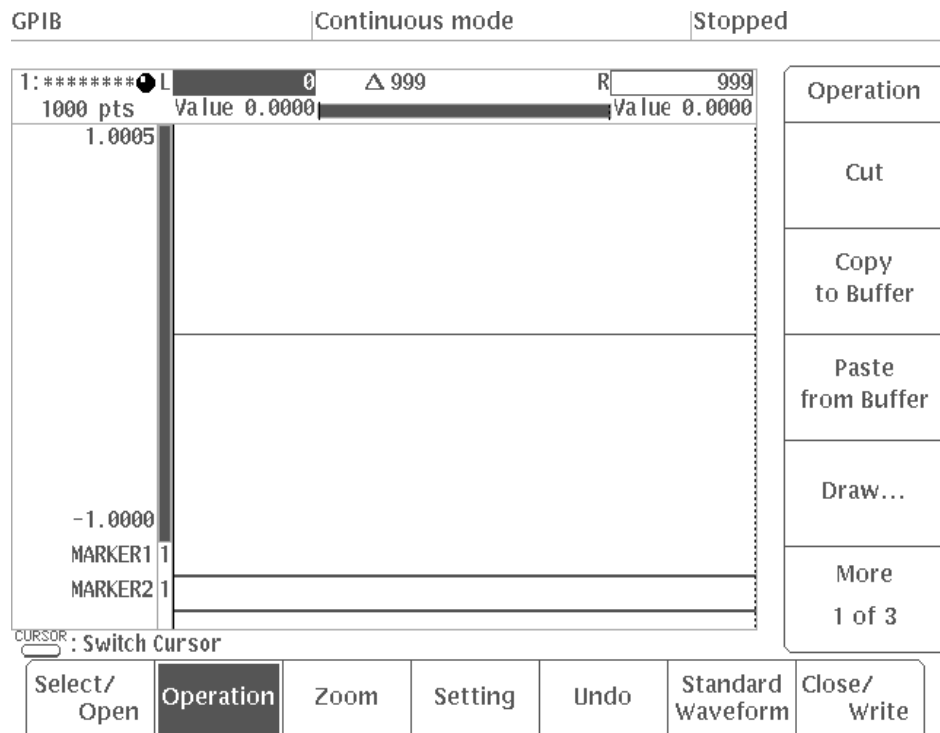 GPIB Continuous mode Stopped
1:******** L 0 Δ 999 R 999
1000 pts Value 0.0000 Value 0.0000
1.0005
-1.0000
MARKER1 1
MARKER2 1
CURSOR : Switch Cursor
Operation
Cut
Copy
to Buffer
Paste
from Buffer
Draw...
More
1 of 3
Select/
Open
Operation
Zoom
Setting
Undo
Standard
Waveform
Close/
Write